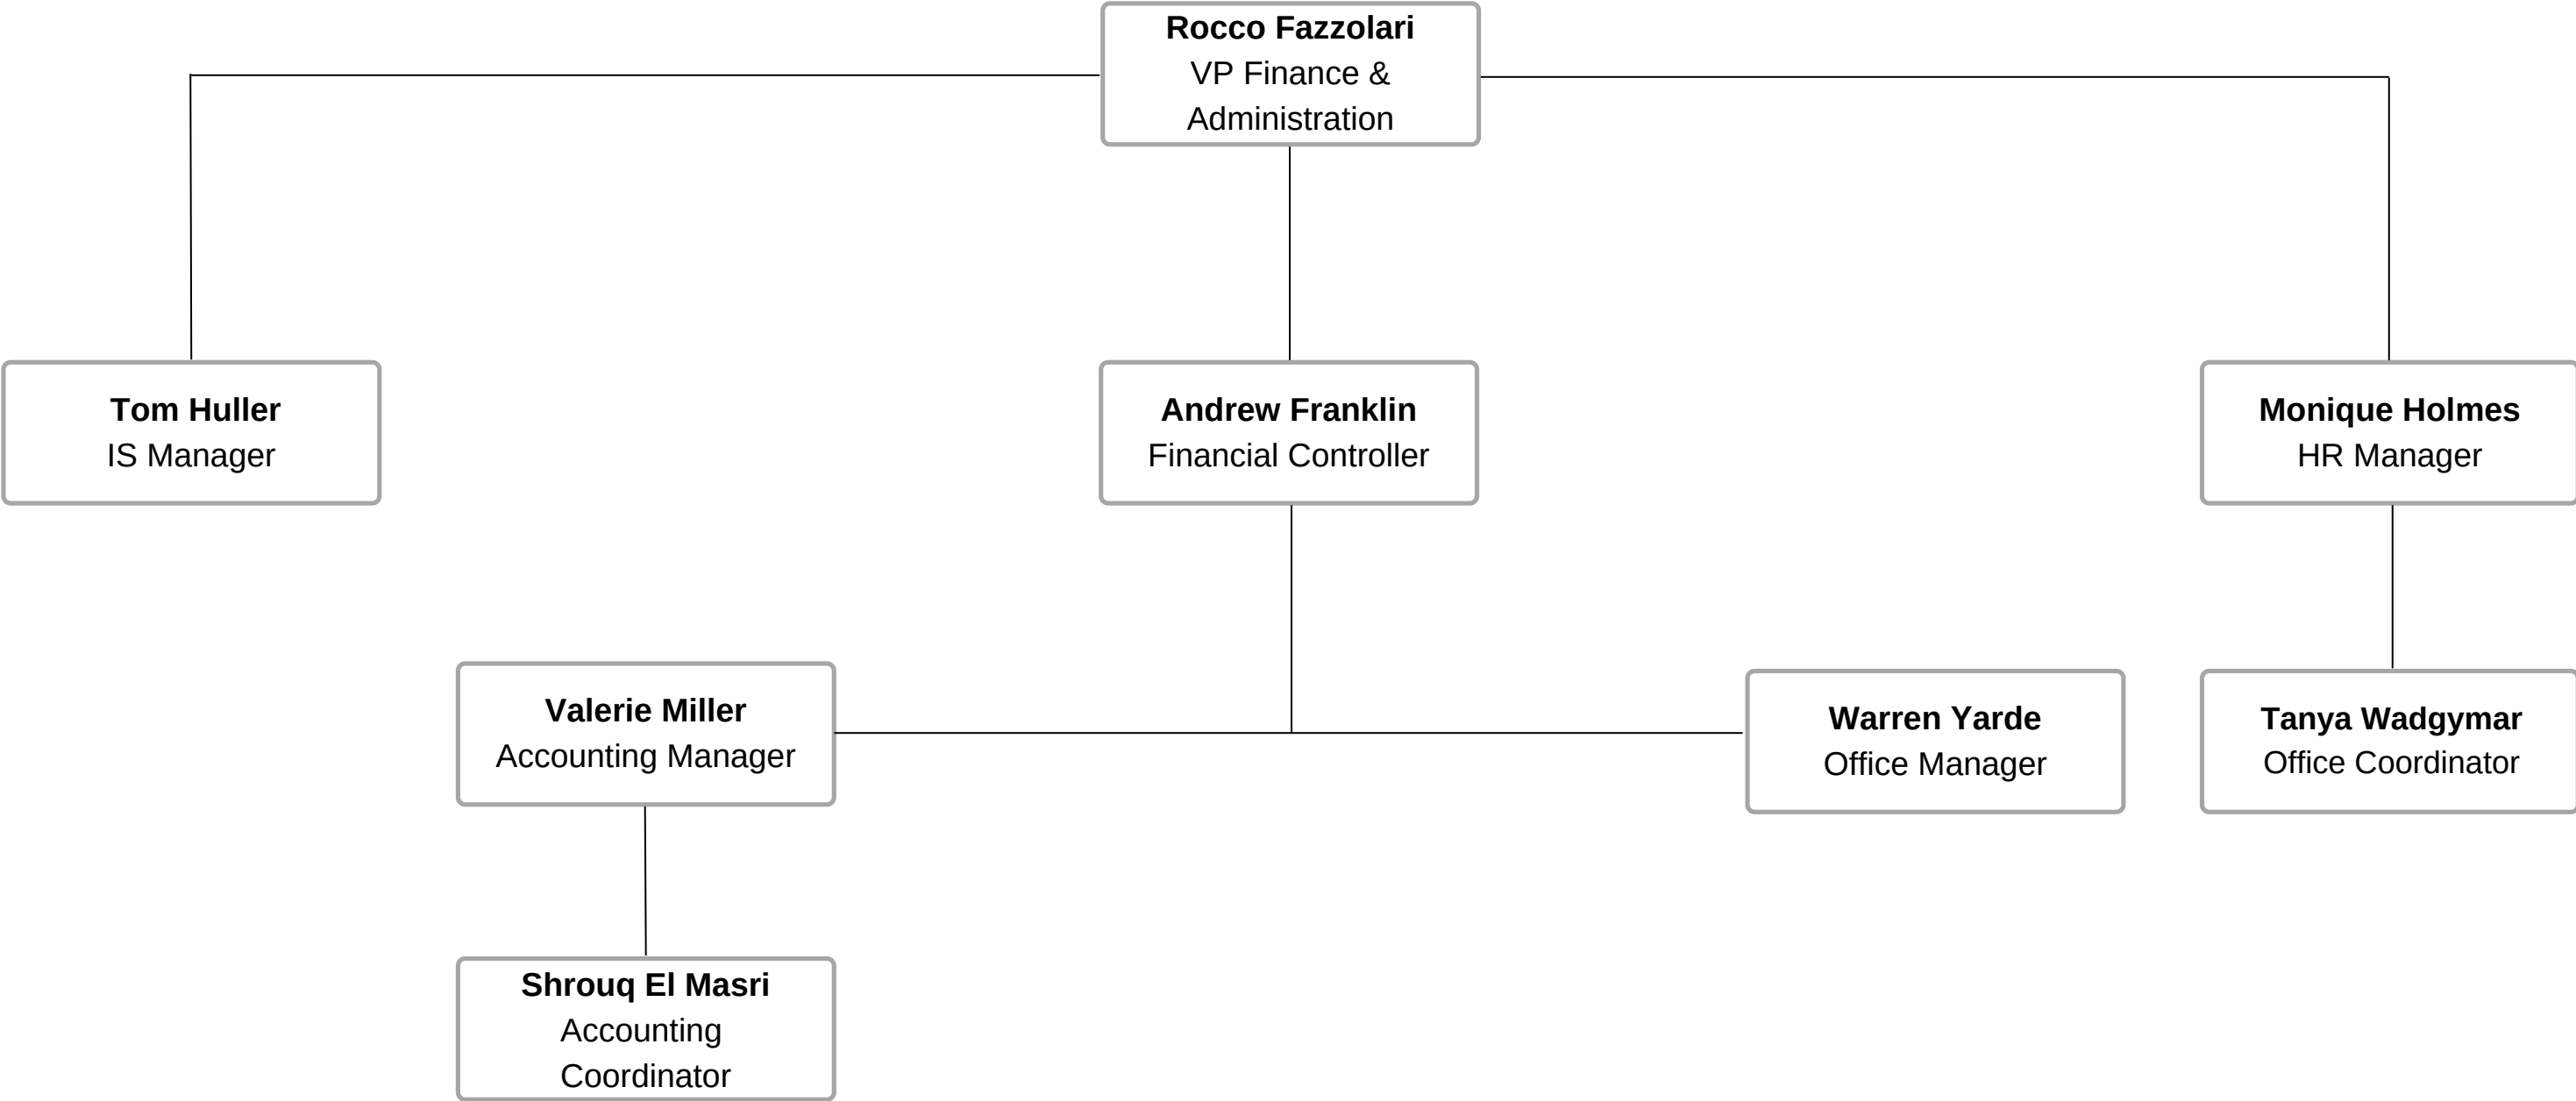 Rocco Fazzolari
VP Finance &
Administration
Tom Huller
IS Manager
Andrew Franklin
Financial Controller
Monique Holmes
HR Manager
Valerie Miller
Accounting Manager
Warren Yarde
Office Manager
Tanya Wadgymar
Office Coordinator
Shrouq El Masri
Accounting
Coordinator